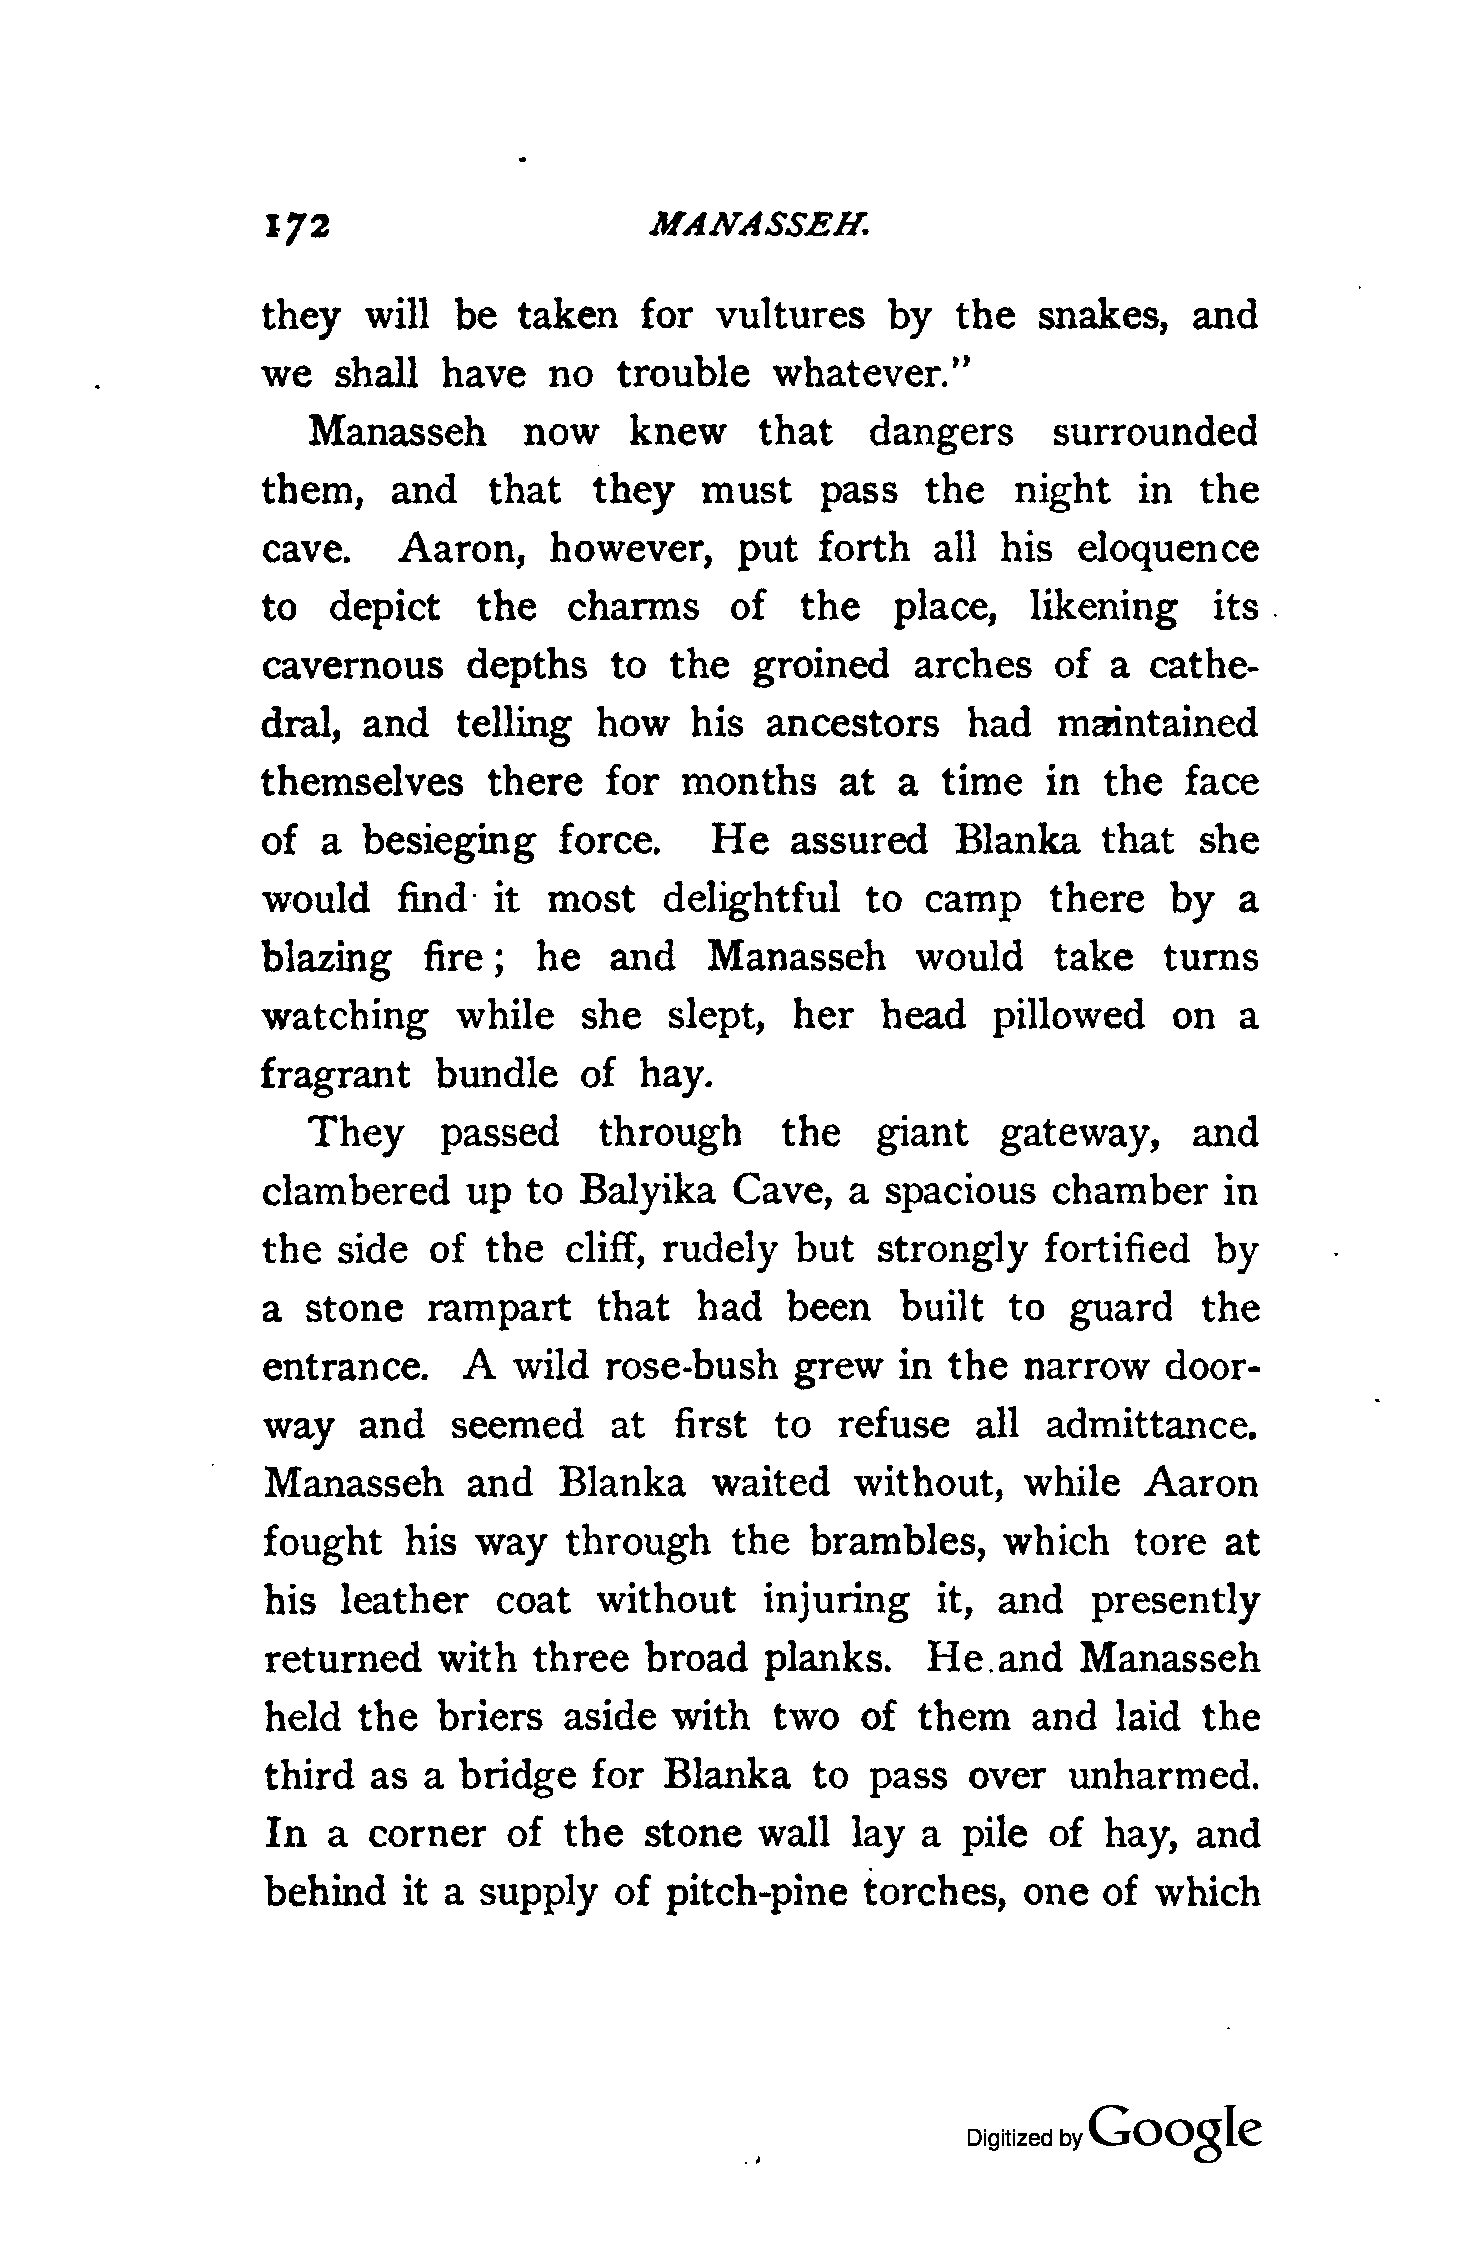 172 MANASSEH.
they will be taken for vultures by the snakes, and
we shall have no trouble whatever."
Manasseh now knew that dangers surrounded
them, and that they must pass the night in the
cave. Aaron, however, put forth all his eloquence
to depict the charms of the place, likening its
cavernous depths to the groined arches of a cathe-
dral, and telling how his ancestors had maintained
themselves there for months at a time in the face
of a besieging force. He assured Blanka that she
would find it most delightful to camp there by a
blazing fire; he and Manasseh would take turns
watching while she slept, her head pillowed on a
fragrant bundle of hay.
They passed through the giant gateway, and
clambered up to Balyika Cave, a spacious chamber in
the side of the cliff, rudely but strongly fortified by
a stone rampart that had been built to guard the
entrance. A wild rose-bush grew in the narrow door-
way and seemed at first to refuse all admittance.
Manasseh and Blanka waited without, while Aaron
fought his way through the brambles, which tore at
his leather coat without injuring it, and presently
returned with three broad planks. He and Manasseh
held the briers aside with two of them and laid the
third as a bridge for Blanka to pass over unharmed.
In a corner of the stone wall lay a pile of hay, and
behind it a supply of pitch-pine torches, one of which
Digitized by Google